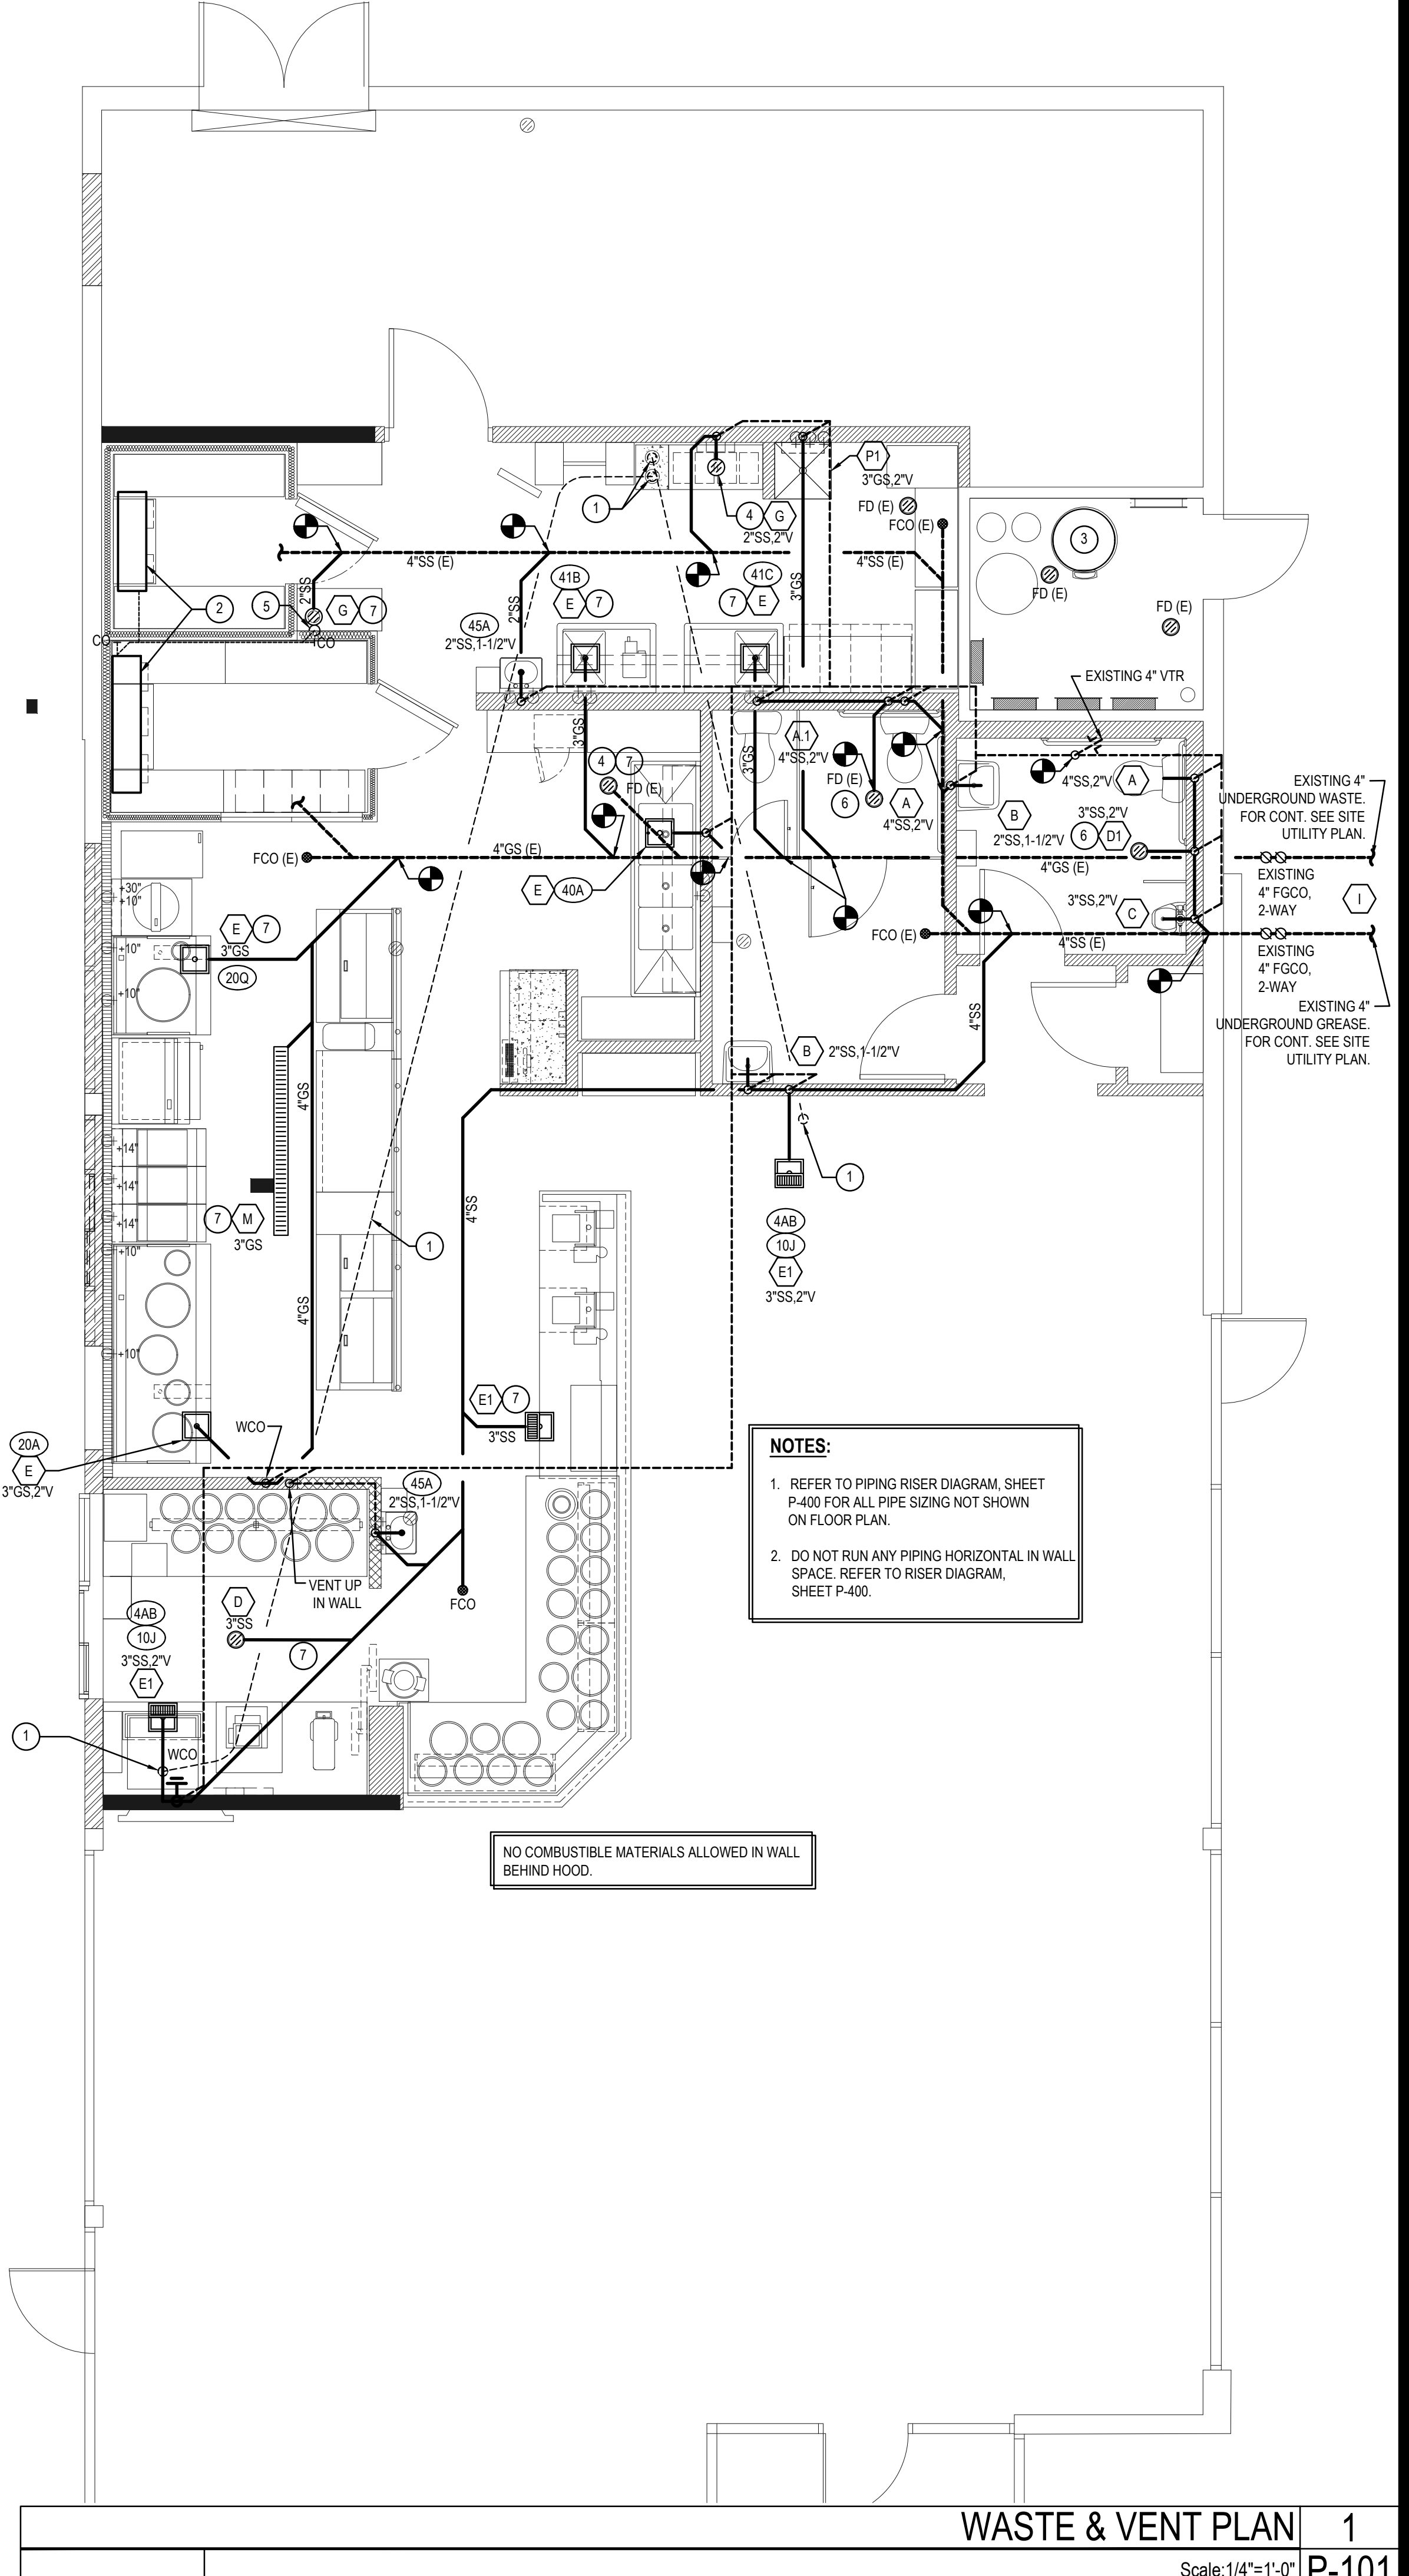 P1
3"GS,2"V
FD (E)
FCO (E)
1
4
G
2"SS,2"V
3
4"SS (E)
4"SS (E)
41B
41C
E
7
7
E
3"GS
FD (E)
FD (E)
2"SS
2
5
G
7
2"SS
45A
2"SS,1-1/2"V
CO
CO
EXISTING 4" VTR
3"GS
3"GS
A.1
4"SS,2"V
4
7
FD (E)
FD (E)
6
A
4"SS,2"V
4"SS,2"V
A
B
2"SS,1-1/2"V
3"SS,2"V
6
D1
EXISTING 4"
UNDERGROUND WASTE.
FOR CONT. SEE SITE
UTILITY PLAN.
FCO (E)
4"GS (E)
4"GS (E)
E
40A
EXISTING
4" FGCO,
2-WAY
I
+30"
+10"
E
7
3"GS
20Q
+10"
+10"
3"SS,2"V
C
FCO (E)
4"SS (E)
EXISTING
4" FGCO,
2-WAY
EXISTING 4"
UNDERGROUND GREASE.
FOR CONT. SEE SITE
UTILITY PLAN.
4"SS
B
2"SS,1-1/2"V
4"GS
+14"
+14"
+14"
+10"
7
M
3"GS
1
4"SS
1
4AB
10J
E1
3"SS,2"V
4"GS
+10"
E1
7
3"SS
WCO
20A
E
3"GS,2"V
45A
2"SS,1-1/2"V
NOTES:
1. REFER TO PIPING RISER DIAGRAM, SHEET
P-400 FOR ALL PIPE SIZING NOT SHOWN
ON FLOOR PLAN.
2. DO NOT RUN ANY PIPING HORIZONTAL IN WALL
SPACE. REFER TO RISER DIAGRAM,
SHEET P-400.
VENT UP
IN WALL
FCO
D
3"SS
7
4AB
10J
3"SS,2"V
E1
1
WCO
NO COMBUSTIBLE MATERIALS ALLOWED IN WALL
BEHIND HOOD.
WASTE & VENT PLAN
1
Scale:1/4"=1'-0"
P-101